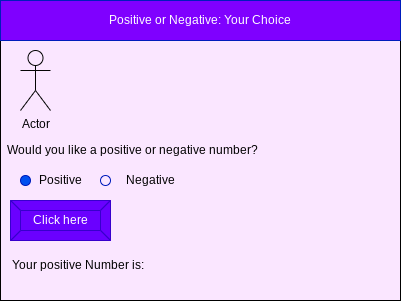 Positive or Negative: Your Choice
Actor
Would you like a positive or negative number?
Positive Negative
Click here
Your positive Number is: